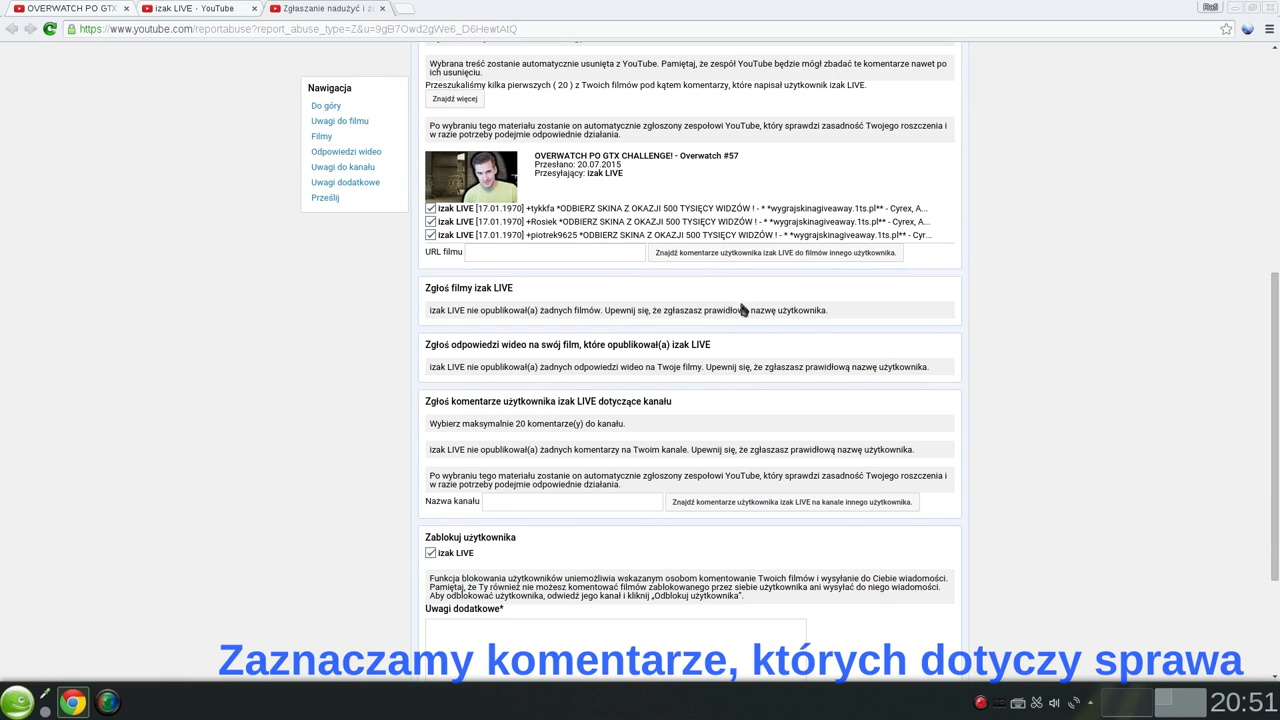 OVERWATCH PO GTX
izak LIVE - YouTube
Zgłaszanie nadużyć i z
Rafi
https://www.youtube.com/reportabuse?report_abuse_type=Z&u=9gB7Owd2gWe6_D6HewtAtQ
Nawigacja
Do góry
Uwagi do filmu
Filmy
Odpowiedzi wideo
Uwagi do kanału
Uwagi dodatkowe
Prześlij
Wybrana treść zostanie automatycznie usunięta z YouTube. Pamiętaj, że zespół YouTube będzie mógł zbadać te komentarze nawet po
ich usunięciu.
Przeszukaliśmy kilka pierwszych ( 20 ) z Twoich filmów pod kątem komentarzy, które napisał użytkownik izak LIVE.
Znajdź więcej
Po wybraniu tego materiału zostanie on automatycznie zgłoszony zespołowi YouTube, który sprawdzi zasadność Twojego roszczenia i
w razie potrzeby podejmie odpowiednie działania.
OVERWATCH PO GTX CHALLENGE! - Overwatch #57
Przesłano: 20.07.2015
Przesyłający: izak LIVE
izak LIVE [17.01.1970] +tykkfa *ODBIERZ SKINA Z OKAZJI 500 TYSIĘCY WIDZÓW ! - * *wygrajskinagiveaway.1ts.pl** - Cyrex, A...
izak LIVE [17.01.1970] +Rosiek *ODBIERZ SKINA Z OKAZJI 500 TYSIĘCY WIDZÓW ! - * *wygrajskinagiveaway.1ts.pl** - Cyrex, A...
izak LIVE [17.01.1970] +piotrek9625 *ODBIERZ SKINA Z OKAZJI 500 TYSIĘCY WIDZÓW ! - * *wygrajskinagiveaway.1ts.pl** - Cyr...
URL filmu
Znajdź komentarze użytkownika izak LIVE do filmów innego użytkownika.
Zgłoś filmy izak LIVE
izak LIVE nie opublikował(a) żadnych filmów. Upewnij się, że zgłaszasz prawidłową nazwę użytkownika.
Zgłoś odpowiedzi wideo na swój film, które opublikował(a) izak LIVE
izak LIVE nie opublikował(a) żadnych odpowiedzi wideo na Twoje filmy. Upewnij się, że zgłaszasz prawidłową nazwę użytkownika.
Zgłoś komentarze użytkownika izak LIVE dotyczące kanału
Wybierz maksymalnie 20 komentarze(y) do kanału.
izak LIVE nie opublikował(a) żadnych komentarzy na Twoim kanale. Upewnij się, że zgłaszasz prawidłową nazwę użytkownika.
Po wybraniu tego materiału zostanie on automatycznie zgłoszony zespołowi YouTube, który sprawdzi zasadność Twojego roszczenia i
w razie potrzeby podejmie odpowiednie działania.
Nazwa kanału
Znajdź komentarze użytkownika izak LIVE na kanale innego użytkownika.
Zablokuj użytkownika
izak LIVE
Funkcja blokowania użytkowników uniemożliwia wskazanym osobom komentowanie Twoich filmów i wysyłanie do Ciebie wiadomości.
Pamiętaj, że Ty również nie możesz komentować filmów zablokowanego przez siebie użytkownika ani wysyłać do niego wiadomości.
Aby odblokować użytkownika, odwiedź jego kanał i kliknij „Odblokuj użytkownika”.
Uwagi dodatkowe*
Zaznaczamy komentarze, których dotyczy sprawa
20:51